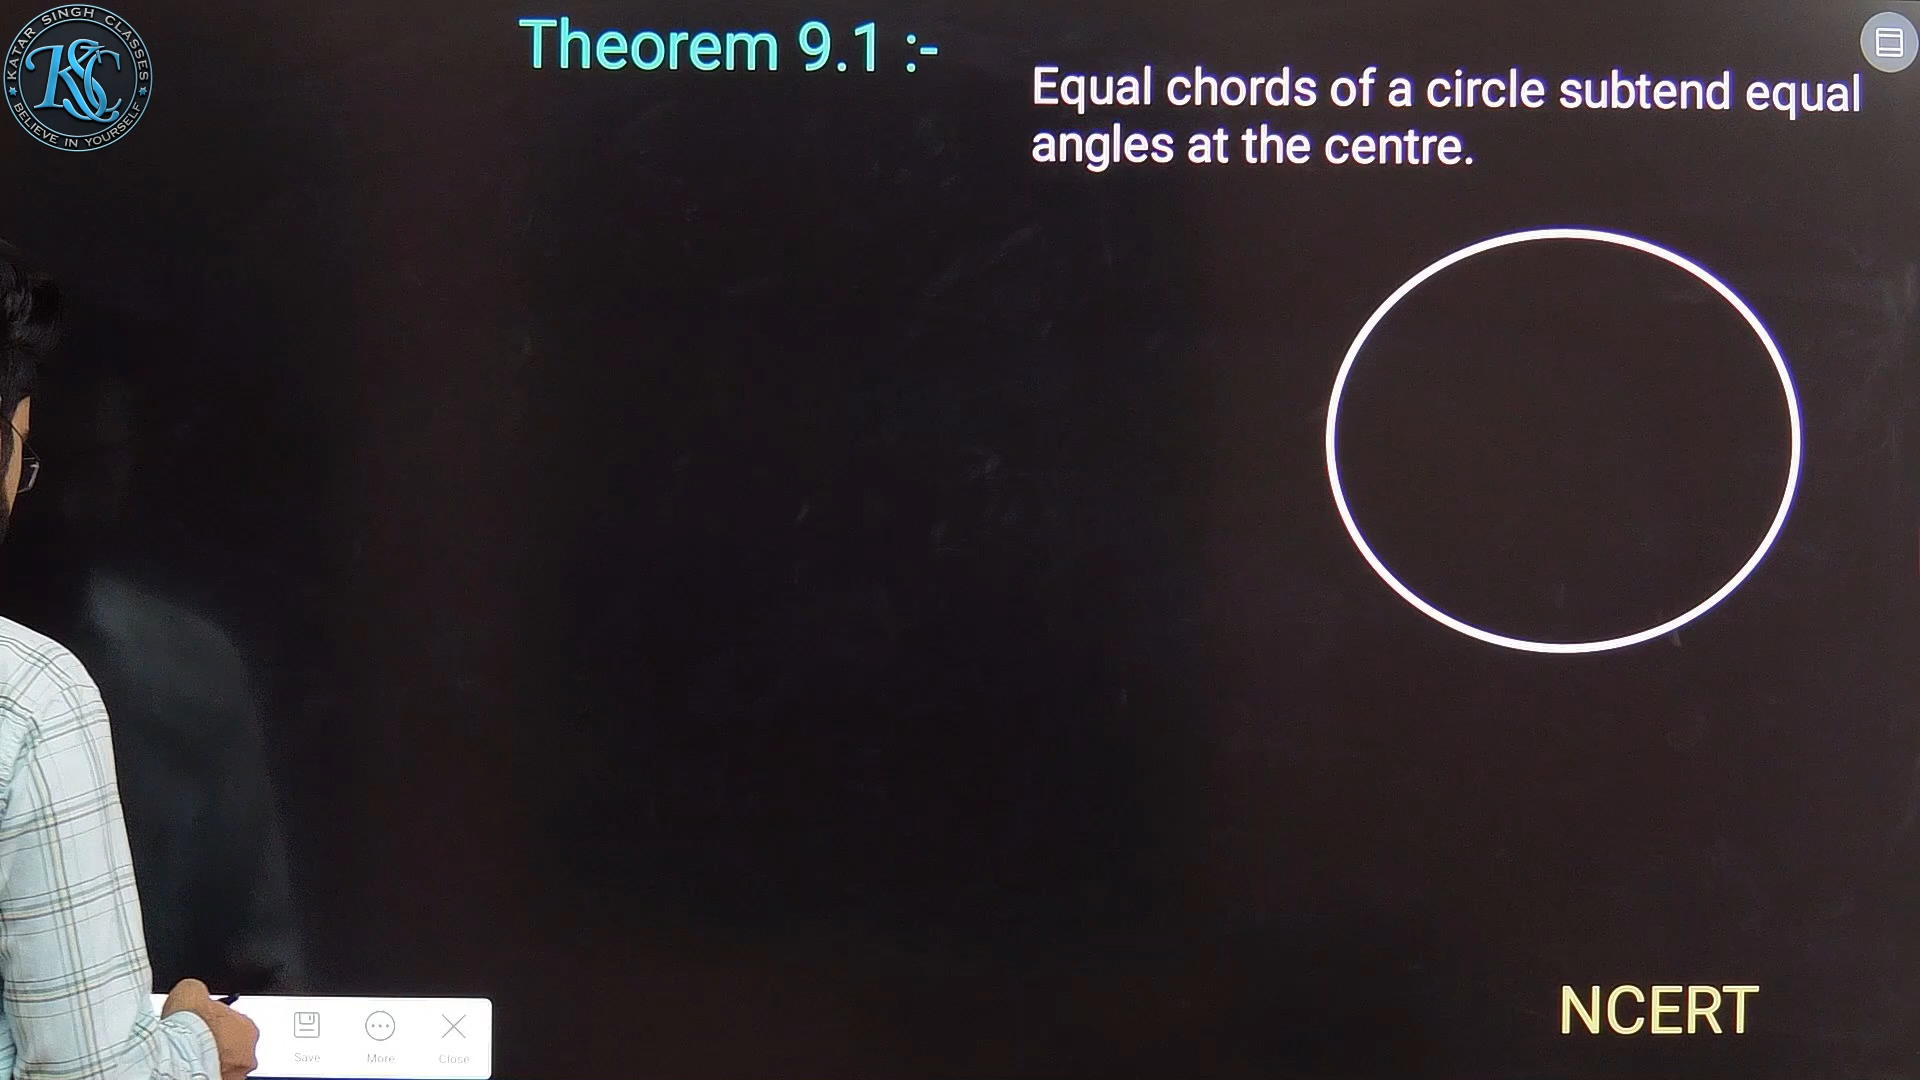 KATAR SINGH CLASSES
KSC
BELIEVE IN YOURSELF
Theorem 9.1 :-
Equal chords of a circle subtend equal
angles at the centre.
NCERT
Save
More
Close